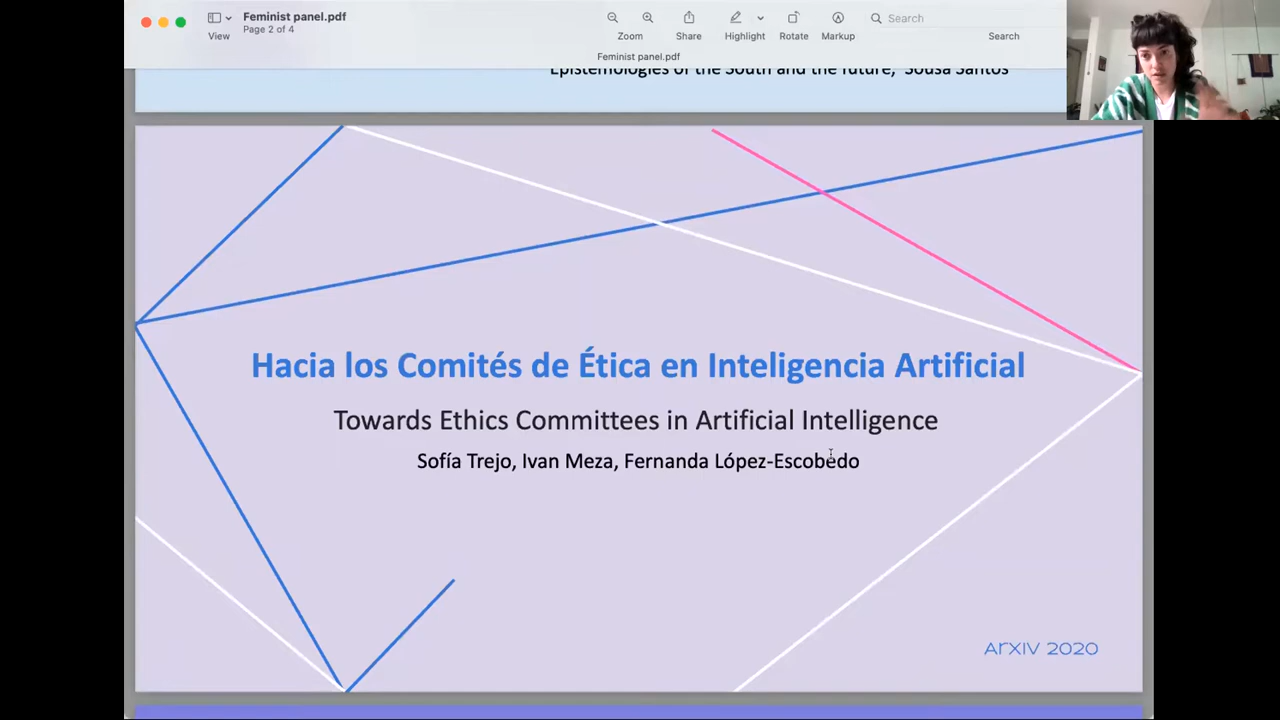 Feminist panel.pdf
Page 2 of 4
View
Zoom
Share
Highlight
Rotate
Markup
Search
Search
Feminist panel.pdf
Epistemologies of the South and the future, Sousa Santos
Hacia los Comités de Ética en Inteligencia Artificial
Towards Ethics Committees in Artificial Intelligence
Sofía Trejo, Ivan Meza, Fernanda López-Escobedo
Arxiv 2020